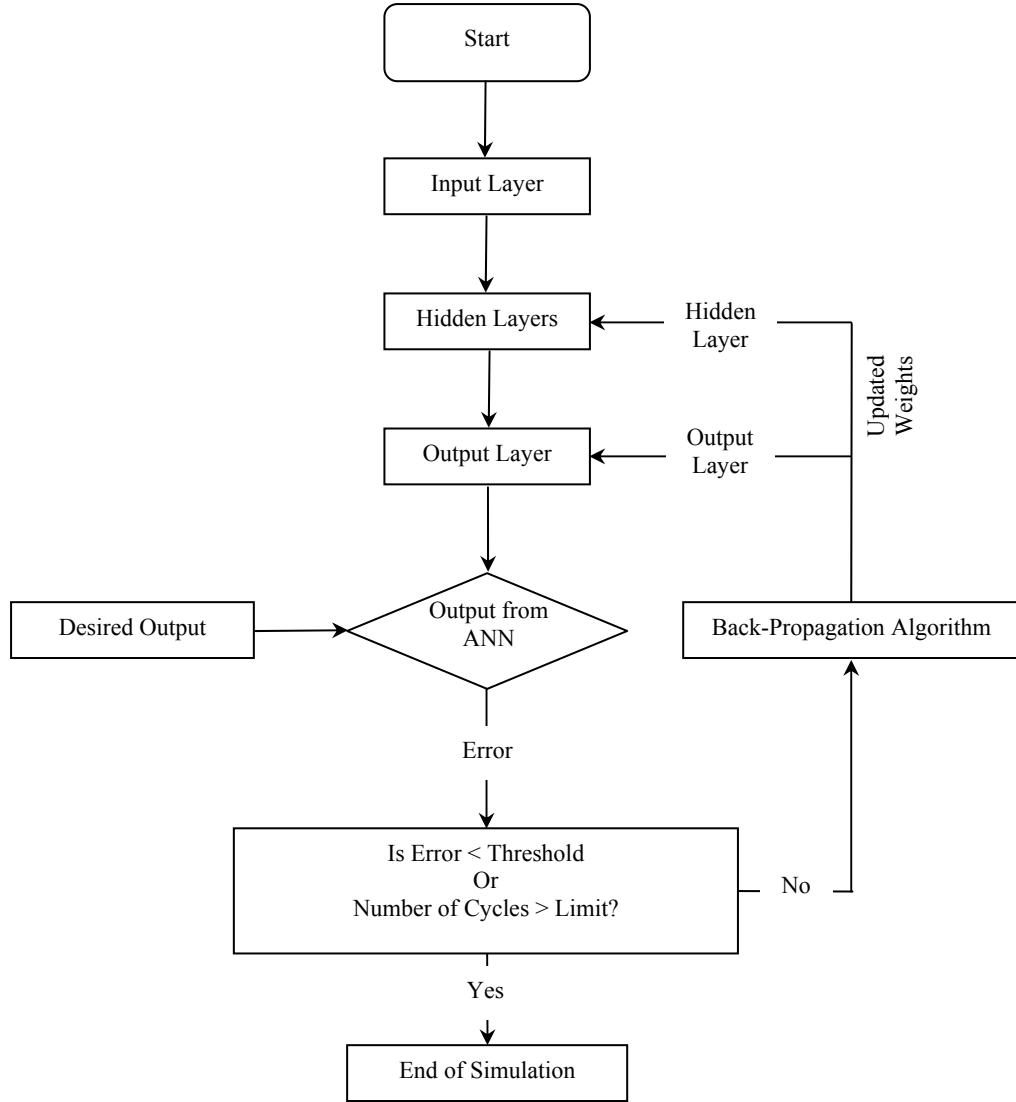 Start
Input Layer
Hidden Layers
Hidden
Layer
Updated
Weights
Output Layer
Output
Layer
Desired Output
Output from
ANN
Back-Propagation Algorithm
Error
Is Error < Threshold
Or
Number of Cycles > Limit?
No
Yes
End of Simulation